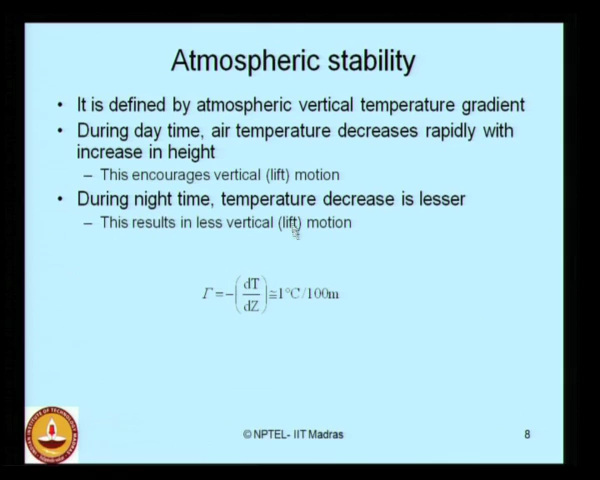 Atmospheric stability
• It is defined by atmospheric vertical temperature gradient
• During day time, air temperature decreases rapidly with
increase in height
– This encourages vertical (lift) motion
• During night time, temperature decrease is lesser
– This results in less vertical (lift) motion
Γ = −(dT/dZ) ≅ 1°C/100m
© NPTEL- IIT Madras
8